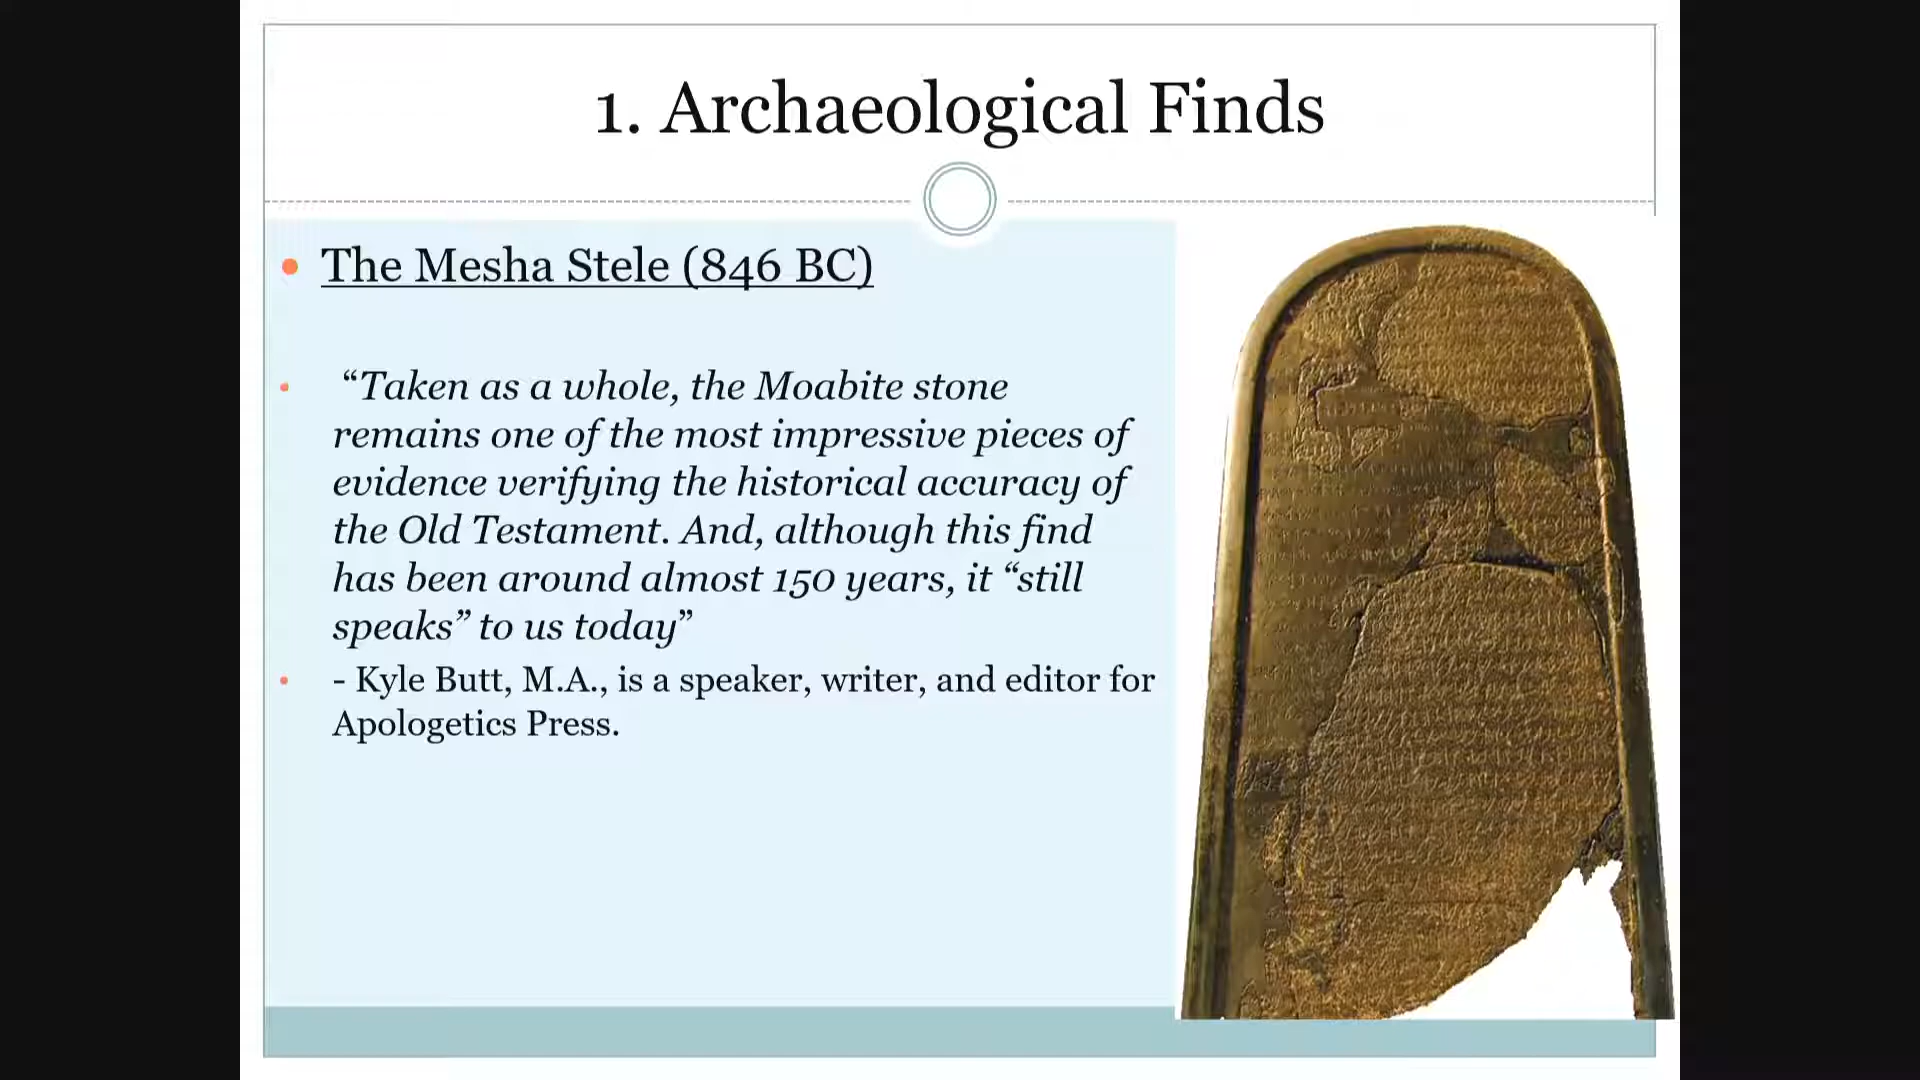 1. Archaeological Finds
The Mesha Stele (846 BC)
“Taken as a whole, the Moabite stone
remains one of the most impressive pieces of
evidence verifying the historical accuracy of
the Old Testament. And, although this find
has been around almost 150 years, it “still
speaks” to us today”
- Kyle Butt, M.A., is a speaker, writer, and editor for
Apologetics Press.